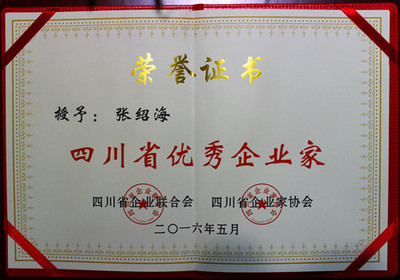 荣誉证书
授予：张绍海
四川省优秀企业家
四川省企业联合会 四川省企业家协会
二〇一六年五月